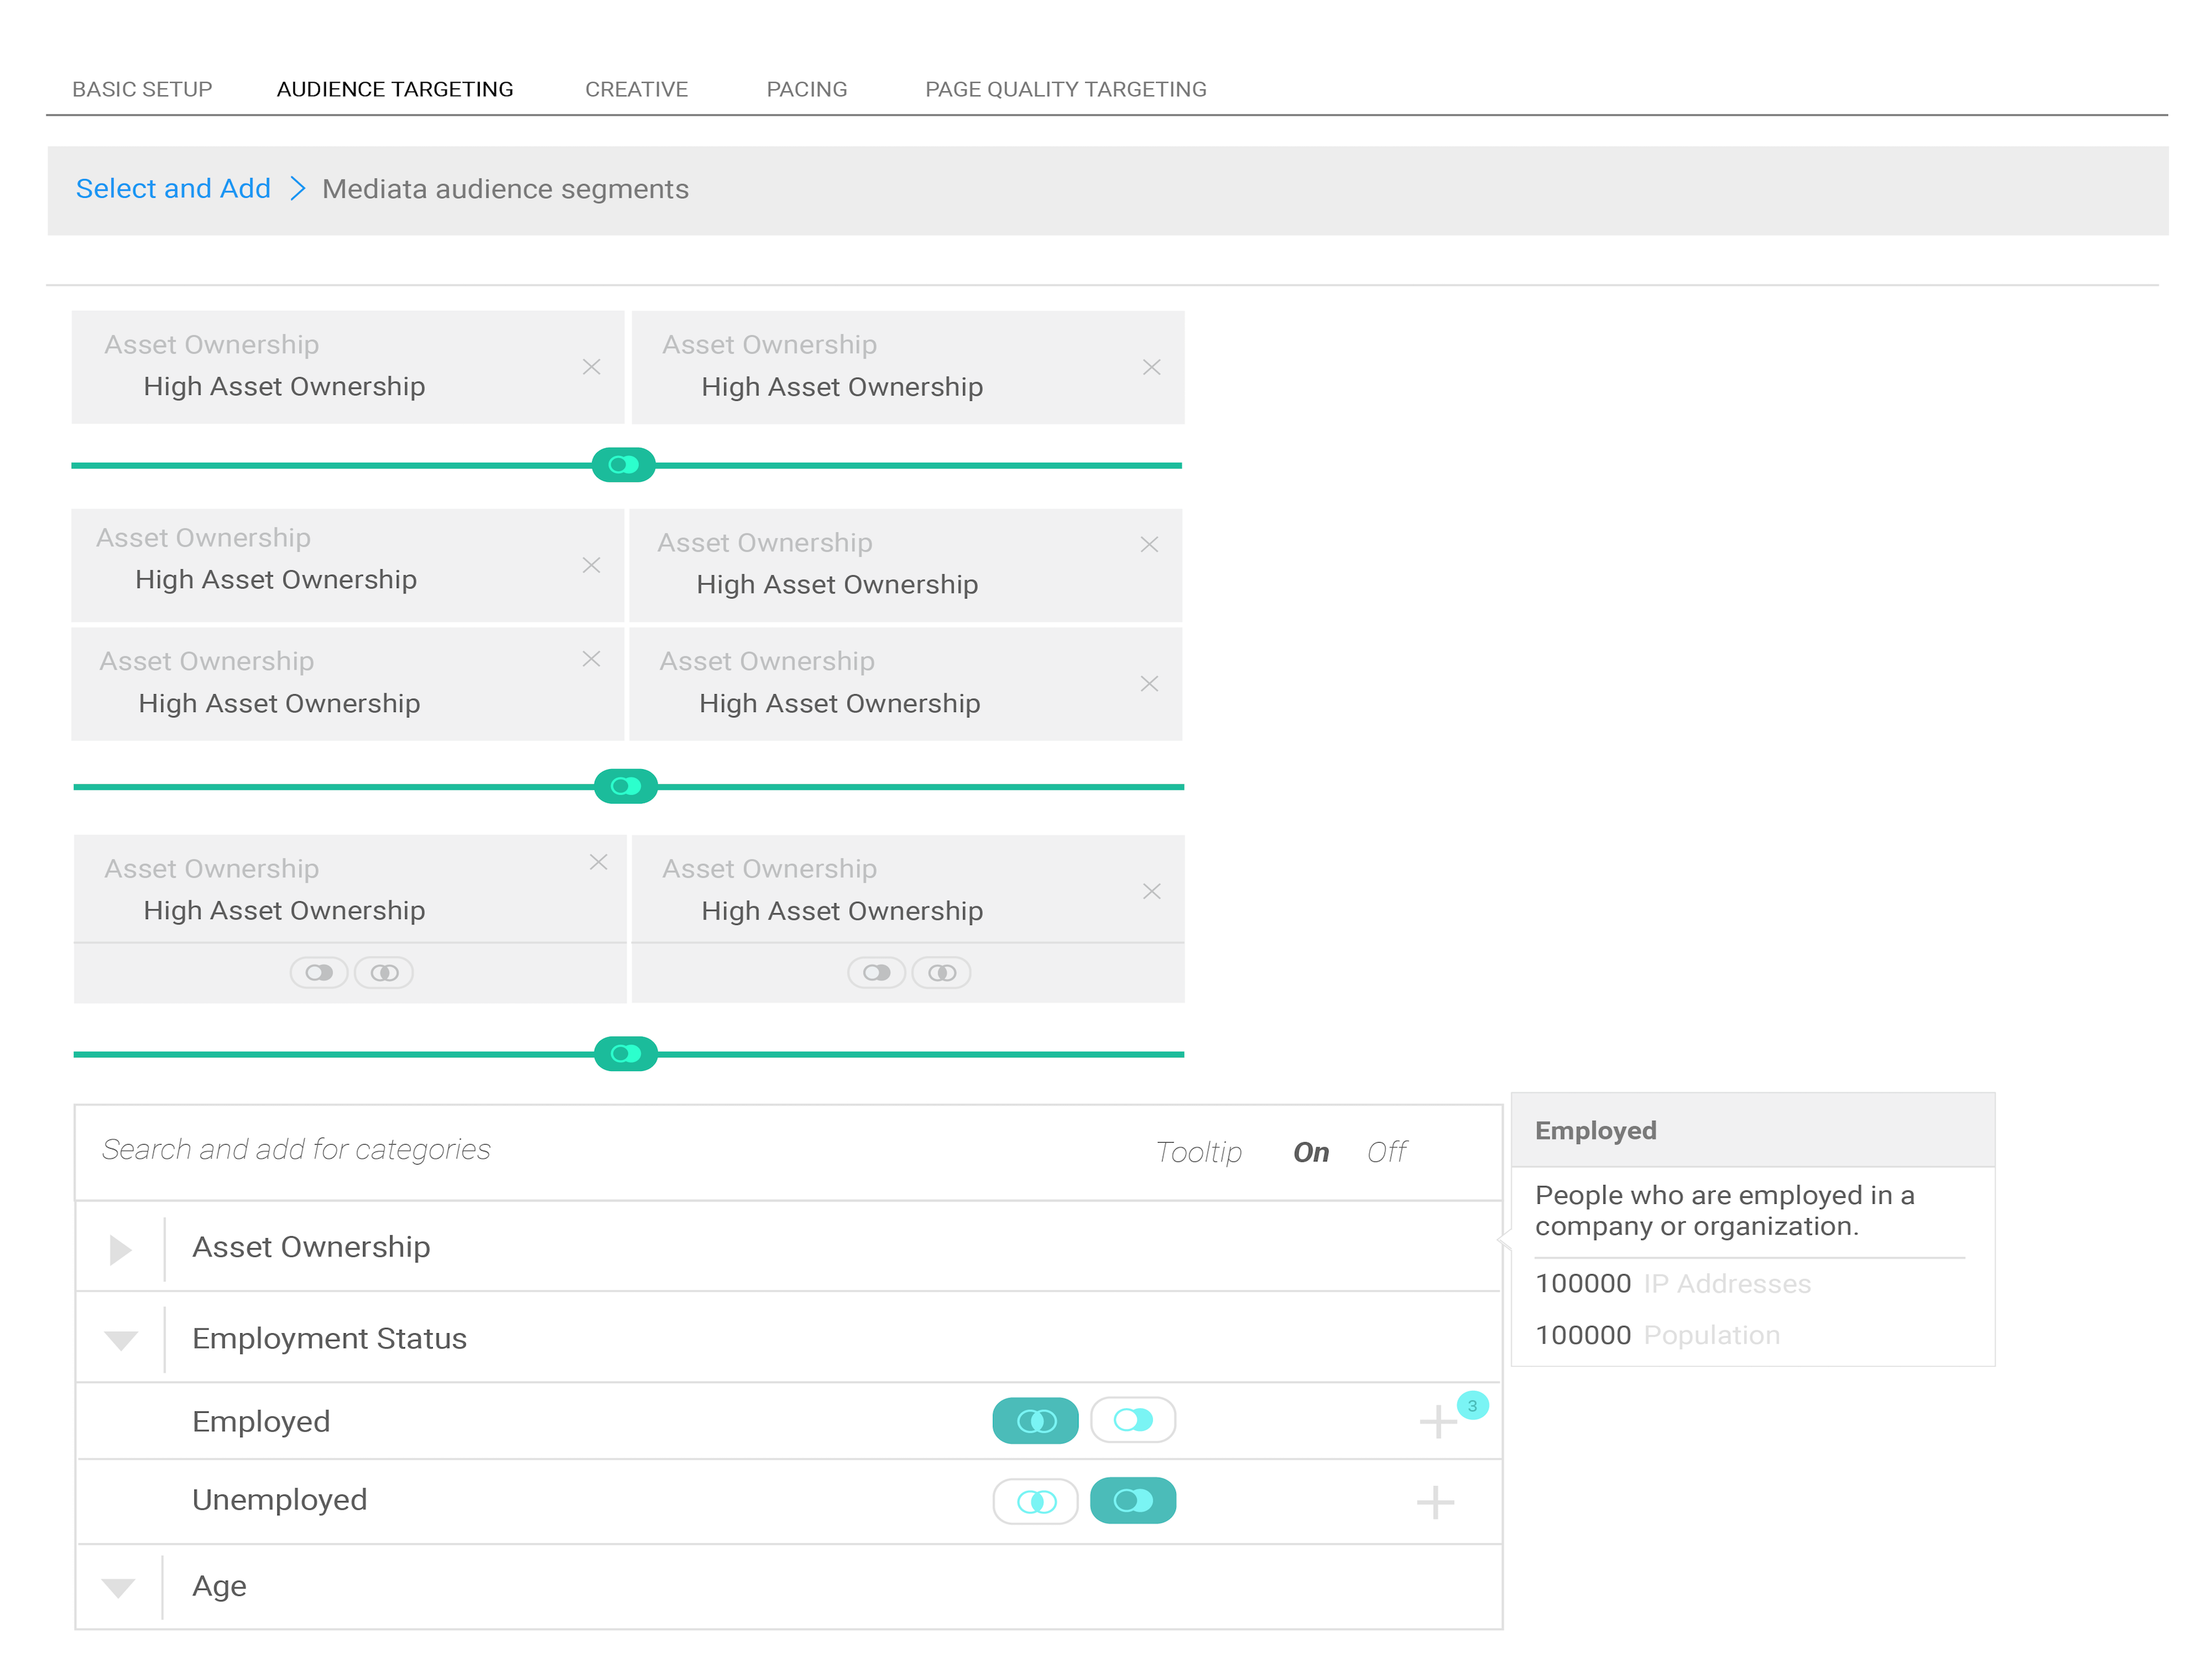 BASIC SETUP AUDIENCE TARGETING CREATIVE PACING PAGE QUALITY TARGETING
Select and Add > Mediata audience segments
Asset Ownership Asset Ownership
High Asset Ownership High Asset Ownership
Asset Ownership Asset Ownership
High Asset Ownership High Asset Ownership
Asset Ownership Asset Ownership
High Asset Ownership High Asset Ownership
Asset Ownership Asset Ownership
High Asset Ownership High Asset Ownership
Search and add for categories Tooltip On Off
Asset Ownership
Employment Status
Employed 3
Unemployed
Age
Employed
People who are employed in a
company or organization.
100000 IP Addresses
100000 Population